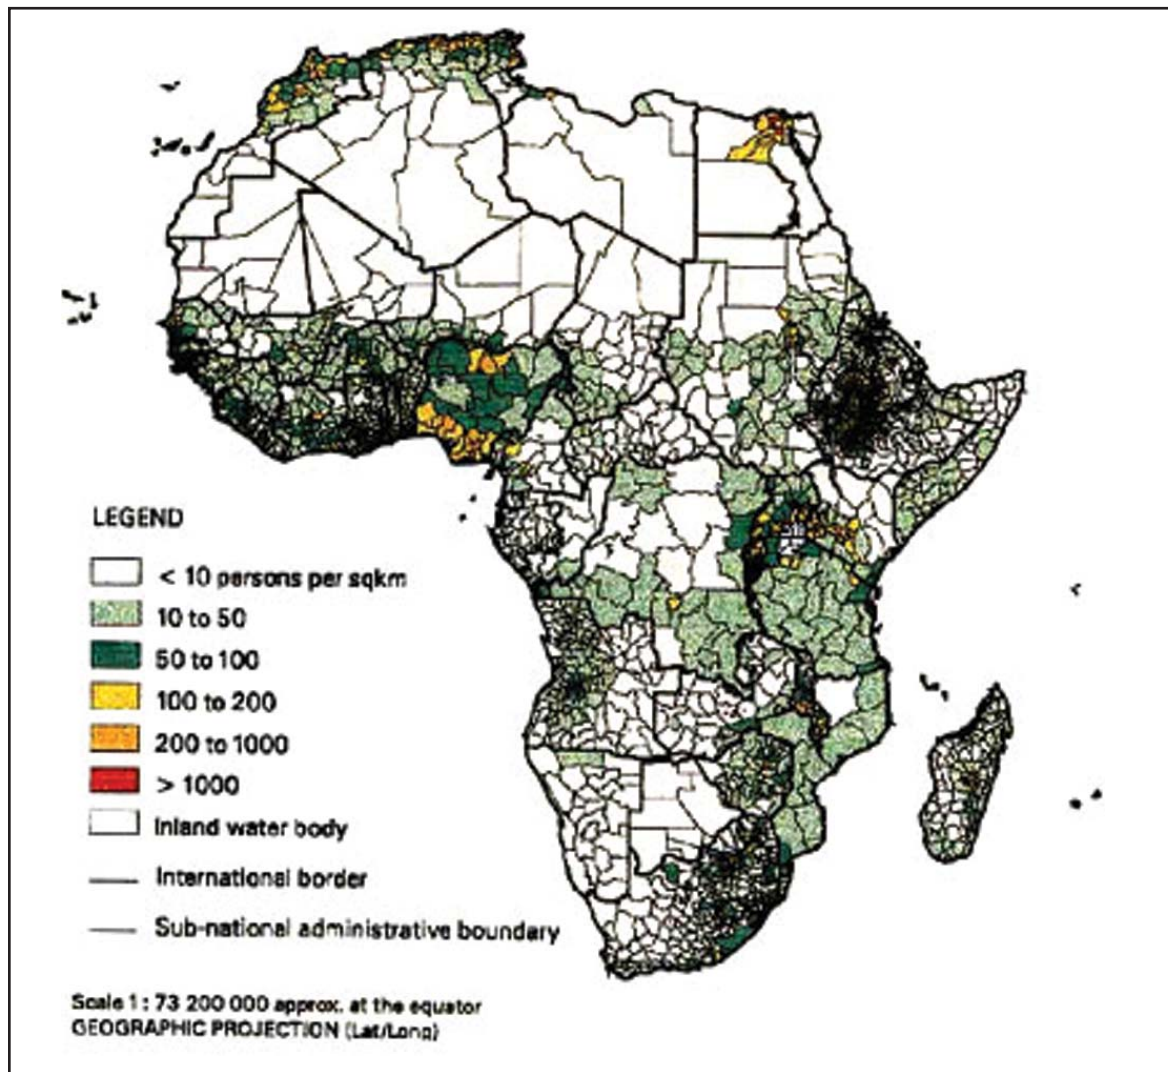 LEGEND
< 10 persons per sqkm
10 to 50
50 to 100
100 to 200
200 to 1000
> 1000
Inland water body
International border
Sub-national administrative boundary
Scale 1 : 73 200 000 approx. at the equator
GEOGRAPHIC PROJECTION (Lat/Long)